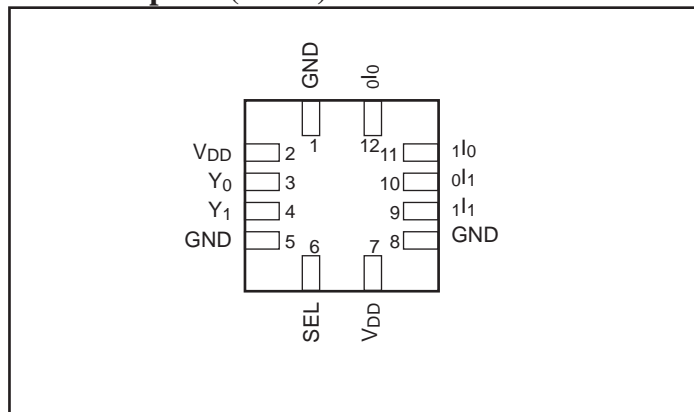 GND
0I0
1
12
VDD 2
11 1I0
Y0 3
10 0I1
Y1 4
9 1I1
GND 5
8 GND
6
7
SEL
VDD